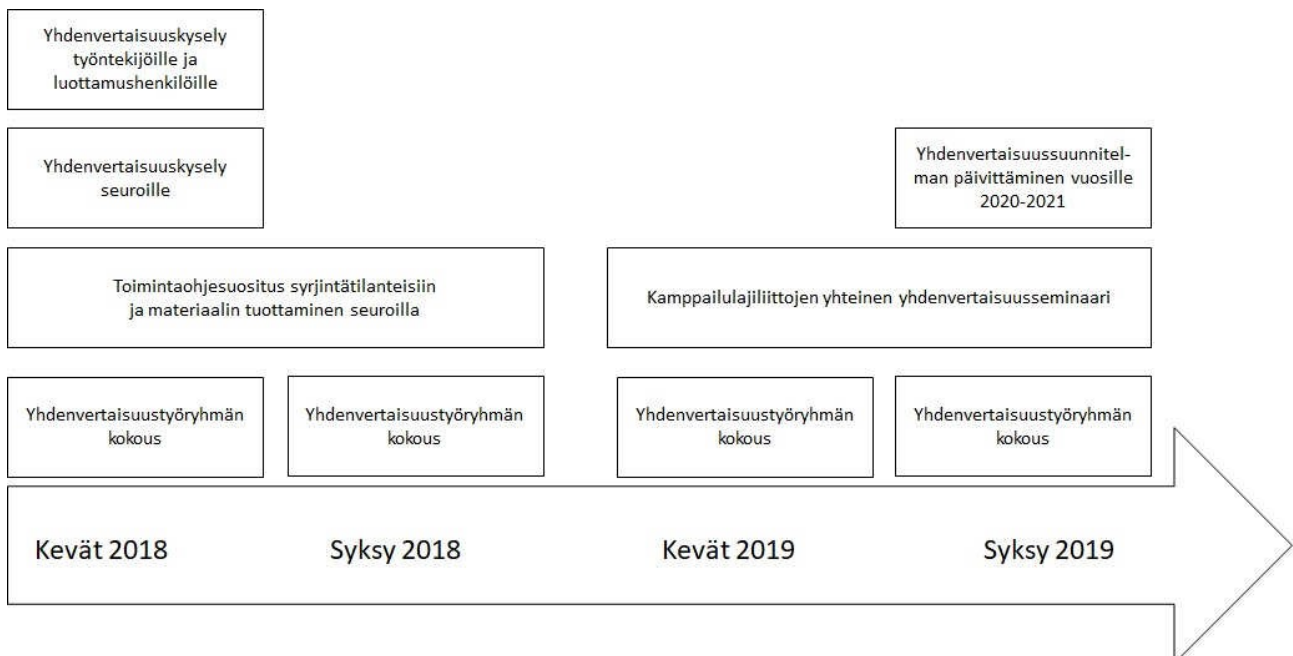 Yhdenvertaisuuskysely
työntekijöille ja
luottamushenkilöille
Yhdenvertaisuuskysely
seuroille
Yhdenvertaisuussuunnitel-
man päivittäminen vuosille
2020-2021
Toimintaohjesuositus syrjintätilanteisiin
ja materiaalin tuottaminen seuroilla
Kamppailulajiliittojen yhteinen yhdenvertaisuusseminaari
Yhdenvertaisuustyöryhmän
kokous
Yhdenvertaisuustyöryhmän
kokous
Yhdenvertaisuustyöryhmän
kokous
Yhdenvertaisuustyöryhmän
kokous
Kevät 2018
Syksy 2018
Kevät 2019
Syksy 2019